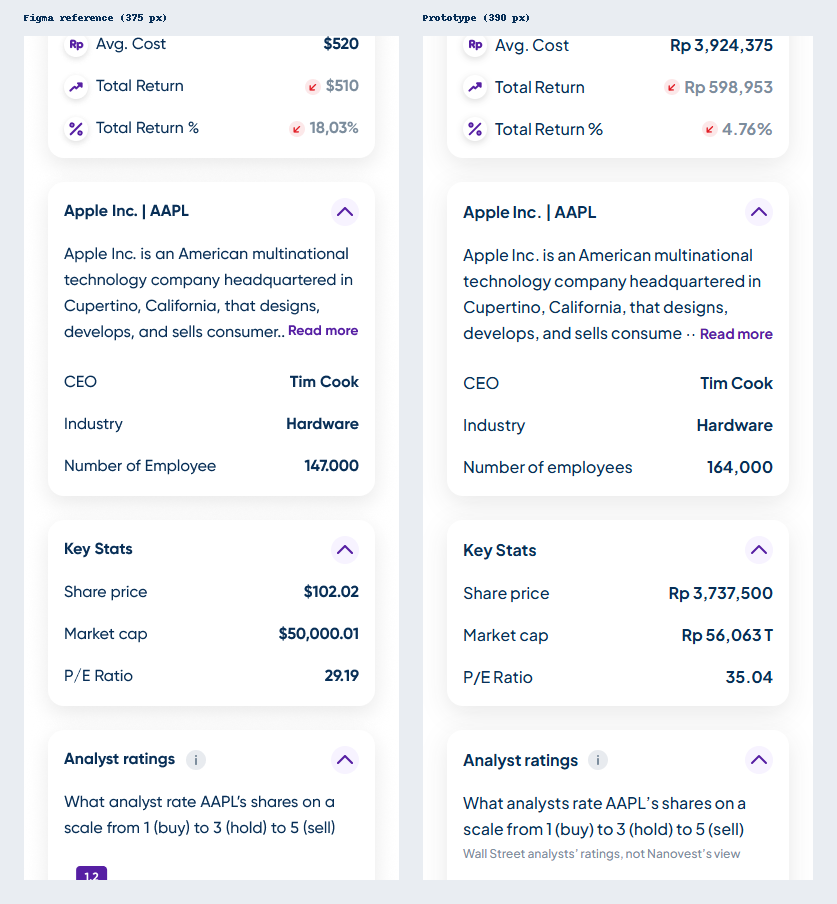 Figma reference (375 px)
Rp Avg. Cost $520
Total Return $510
% Total Return % 18,03%
Apple Inc. | AAPL
Apple Inc. is an American multinational
technology company headquartered in
Cupertino, California, that designs,
develops, and sells consumer.. Read more
CEO Tim Cook
Industry Hardware
Number of Employee 147.000
Key Stats
Share price $102.02
Market cap $50,000.01
P/E Ratio 29.19
Analyst ratings i
What analyst rate AAPL's shares on a
scale from 1 (buy) to 3 (hold) to 5 (sell)
1.2
Prototype (390 px)
Rp Avg. Cost Rp 3,924,375
Total Return Rp 598,953
% Total Return % 4.76%
Apple Inc. | AAPL
Apple Inc. is an American multinational
technology company headquartered in
Cupertino, California, that designs,
develops, and sells consume ·· Read more
CEO Tim Cook
Industry Hardware
Number of employees 164,000
Key Stats
Share price Rp 3,737,500
Market cap Rp 56,063 T
P/E Ratio 35.04
Analyst ratings i
What analysts rate AAPL's shares on a
scale from 1 (buy) to 3 (hold) to 5 (sell)
Wall Street analysts' ratings, not Nanovest's view